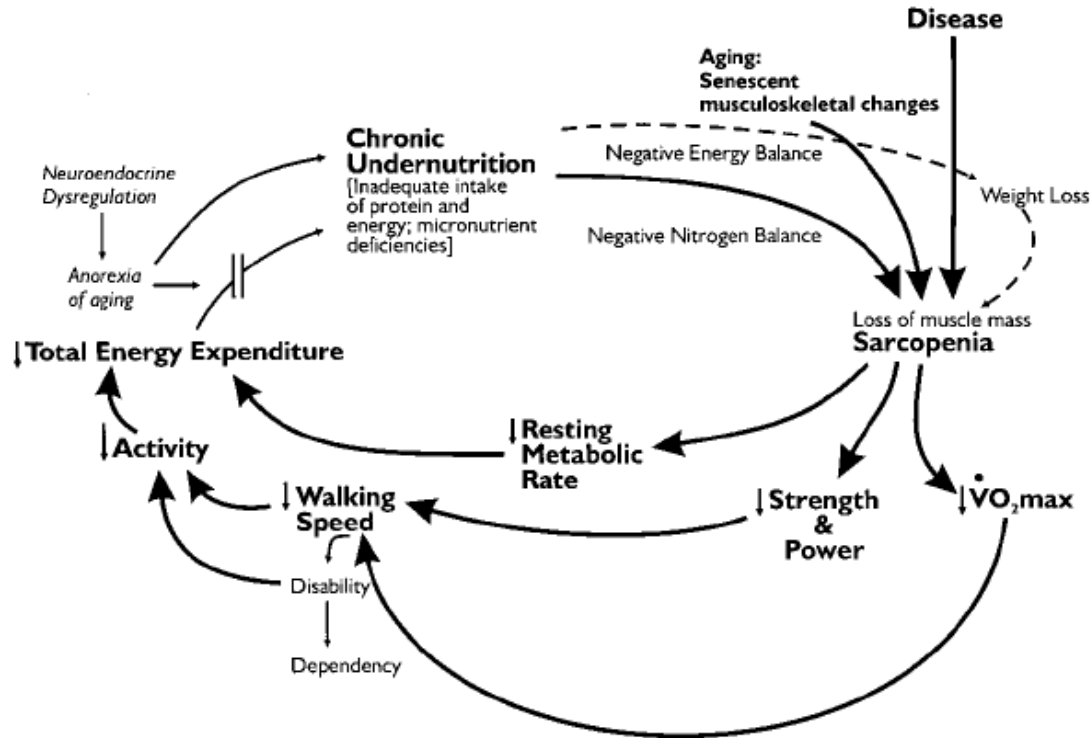 Disease
Aging:
Senescent
musculoskeletal changes
Chronic
Undernutrition
[Inadequate intake
of protein and
energy; micronutrient
deficiencies]
Negative Energy Balance
Neuroendocrine
Dysregulation
Weight Loss
Negative Nitrogen Balance
Anorexia
of aging
Loss of muscle mass
Sarcopenia
↓Total Energy Expenditure
↓Resting
Metabolic
Rate
↓Activity
↓Walking
Speed
↓Strength
&
Power
↓V̇O₂max
Disability
Dependency